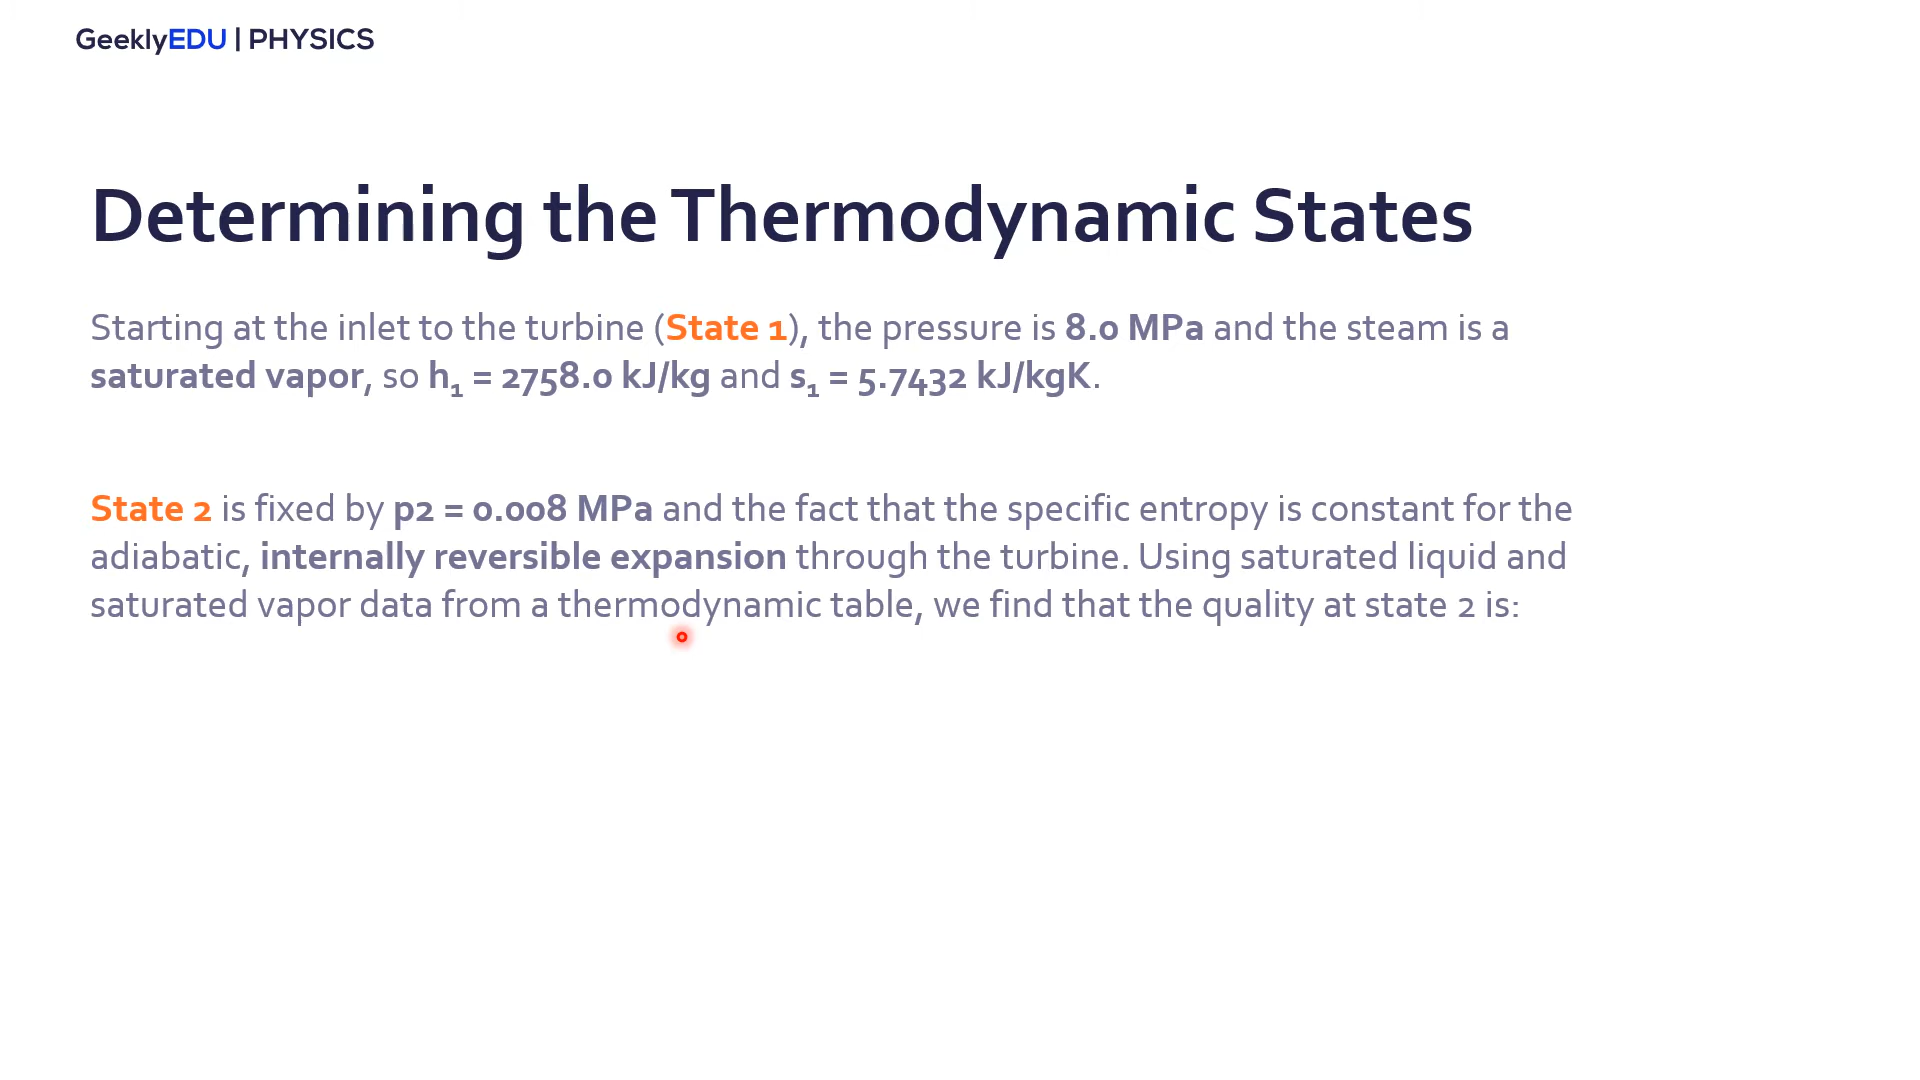 GeeklyEDU | PHYSICS
Determining the Thermodynamic States
Starting at the inlet to the turbine (State 1), the pressure is 8.0 MPa and the steam is a
saturated vapor, so h₁ = 2758.0 kJ/kg and s₁ = 5.7432 kJ/kgK.
State 2 is fixed by p2 = 0.008 MPa and the fact that the specific entropy is constant for the
adiabatic, internally reversible expansion through the turbine. Using saturated liquid and
saturated vapor data from a thermodynamic table, we find that the quality at state 2 is: